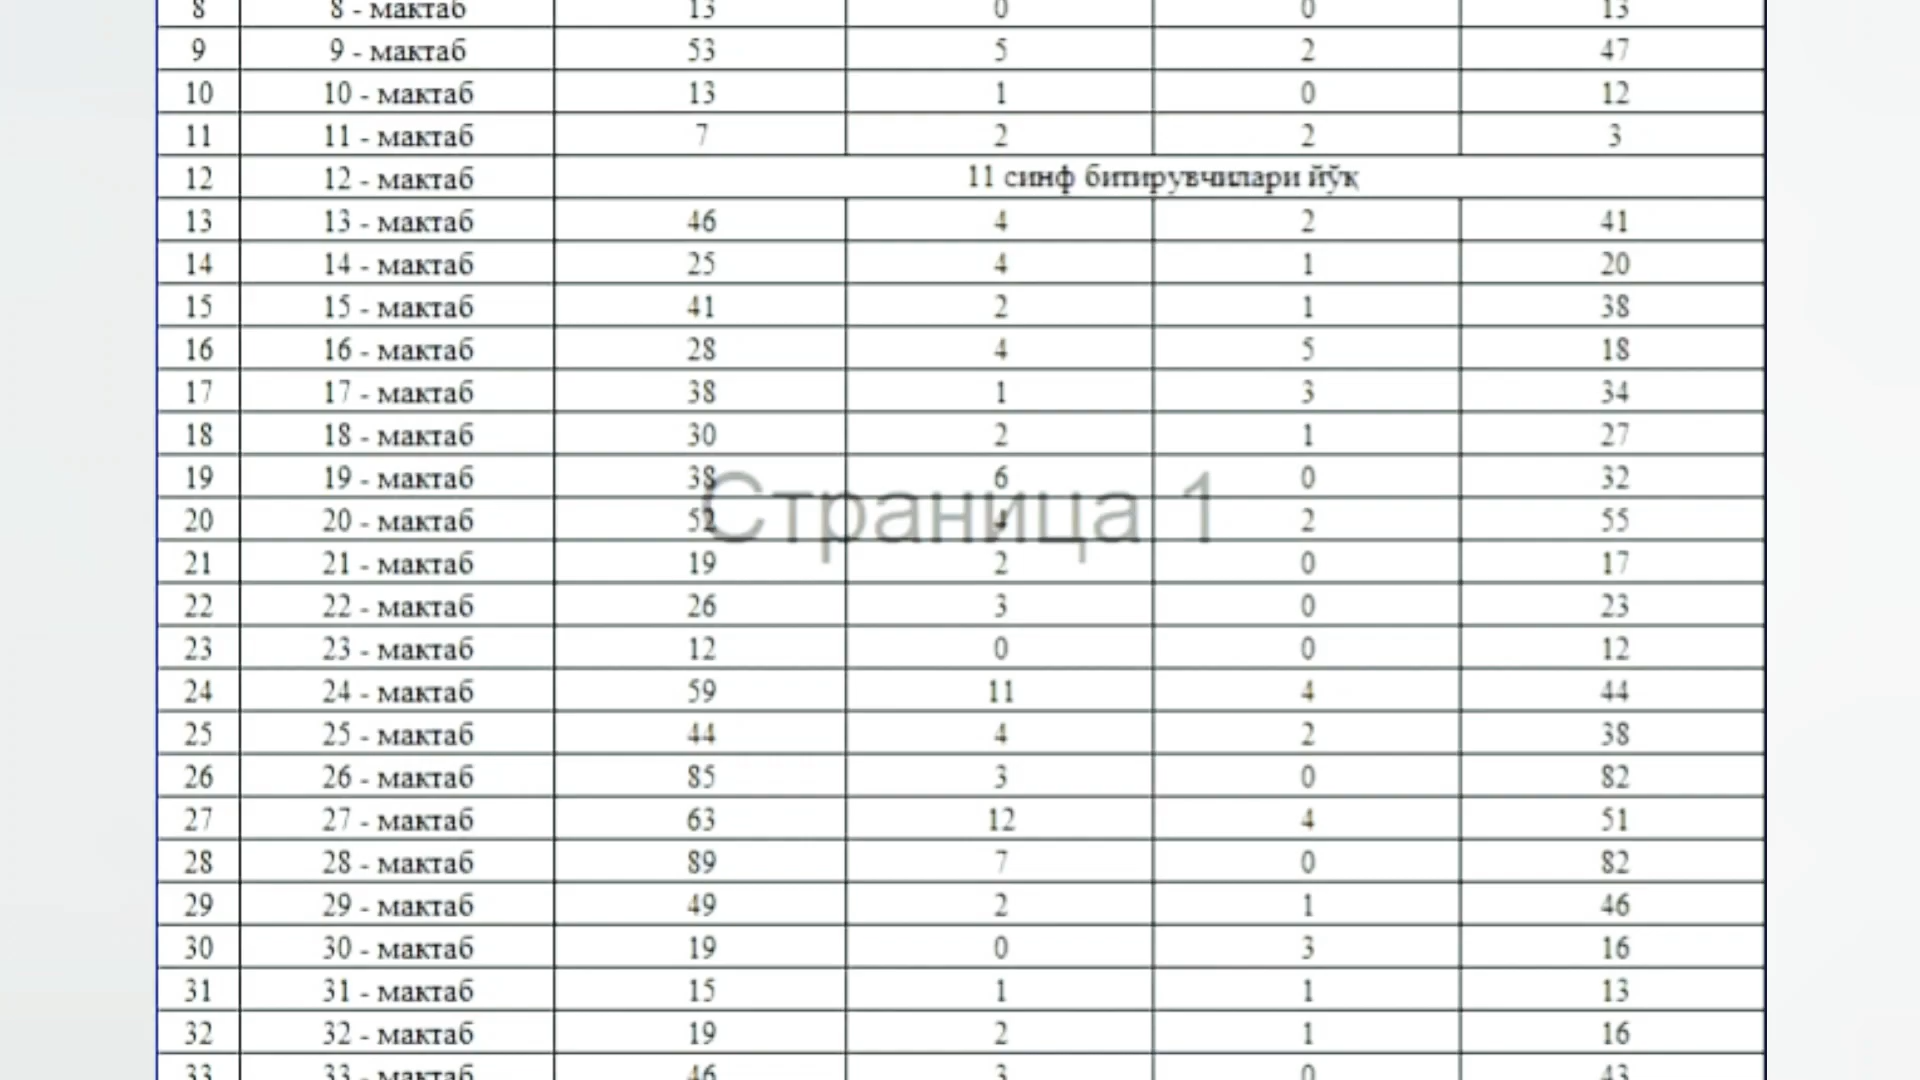 8 8 - мактаб 13 0 0 13
9 9 - мактаб 53 5 2 47
10 10 - мактаб 13 1 0 12
11 11 - мактаб 7 2 2 3
12 12 - мактаб 11 синф битирувчилари йўқ
13 13 - мактаб 46 4 2 41
14 14 - мактаб 25 4 1 20
15 15 - мактаб 41 2 1 38
16 16 - мактаб 28 4 5 18
17 17 - мактаб 38 1 3 34
18 18 - мактаб 30 2 1 27
19 19 - мактаб 38 6 0 32
Страница 1
20 20 - мактаб 52 4 2 55
21 21 - мактаб 19 2 0 17
22 22 - мактаб 26 3 0 23
23 23 - мактаб 12 0 0 12
24 24 - мактаб 59 11 4 44
25 25 - мактаб 44 4 2 38
26 26 - мактаб 85 3 0 82
27 27 - мактаб 63 12 4 51
28 28 - мактаб 89 7 0 82
29 29 - мактаб 49 2 1 46
30 30 - мактаб 19 0 3 16
31 31 - мактаб 15 1 1 13
32 32 - мактаб 19 2 1 16
33 33 - мактаб 46 3 0 43